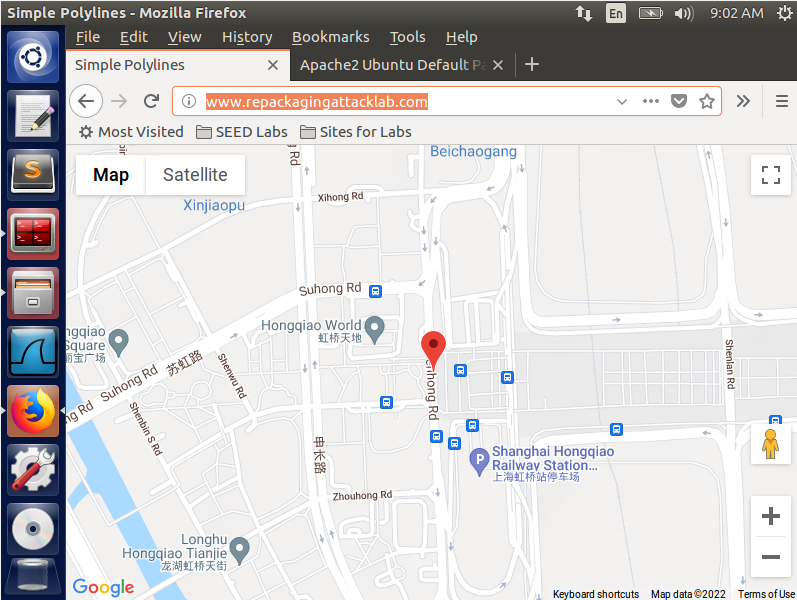 Simple Polylines - Mozilla Firefox
En
9:02 AM
File Edit View History Bookmarks Tools Help
Simple Polylines
Apache2 Ubuntu Default Pa
www.repackagingattacklab.com
Most Visited
SEED Labs
Sites for Labs
Map
Satellite
Beichaogang
Rd
Xihong Rd
Xinjiaopu
Suhong Rd
Hongqiao World
虹桥天地
ngqiao
Square
丽宝广场
苏虹路
Suhong Rd
Shenwu Rd
Shenlan Rd
ng Rd
Shenbin S Rd
enhong Rd
申长路
P
Shanghai Hongqiao
Railway Station...
上海虹桥站停车场
Zhouhong Rd
Longhu
Hongqiao Tianjie
龙湖虹桥天街
Google
Keyboard shortcuts
Map data ©2022
Terms of Use